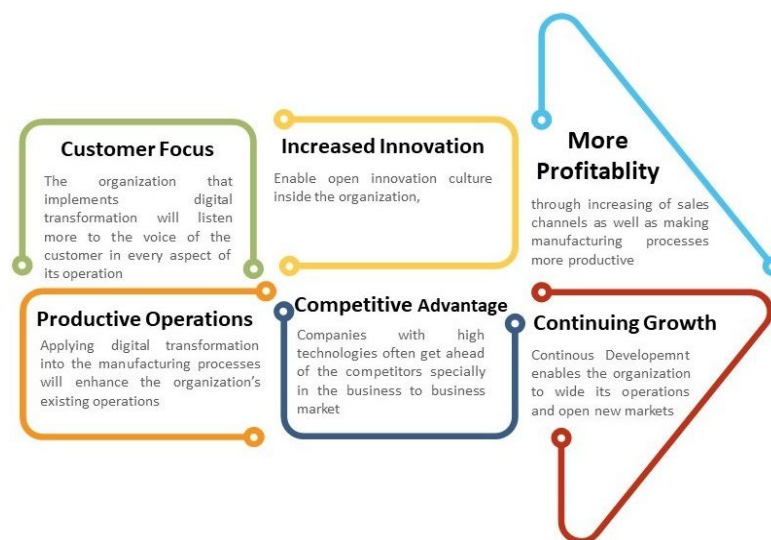 Customer Focus
The organization that
implements digital
transformation will listen
more to the voice of the
customer in every aspect of
its operation
Increased Innovation
Enable open innovation culture
inside the organization,
More
Profitablity
through increasing of sales
channels as well as making
manufacturing processes
more productive
Productive Operations
Applying digital transformation
into the manufacturing processes
will enhance the organization's
existing operations
Competitive Advantage
Companies with high
technologies often get ahead
of the competitors specially
in the business to business
market
Continuing Growth
Continous Developemnt
enables the organization
to wide its operations
and open new markets